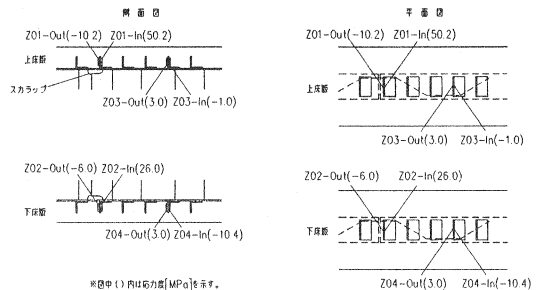 側面図
Z01-Out(-10.2) Z01-In(50.2)
上床版
スカラップ
Z03-Out(3.0) Z03-In(-1.0)
Z02-Out(-6.0) Z02-In(26.0)
下床版
Z04-Out(3.0) Z04-In(-10.4)
※図中()内は応力度[MPa]を示す。
平面図
Z01-Out(-10.2) Z01-In(50.2)
上床版
Z03-Out(3.0) Z03-In(-1.0)
Z02-Out(-6.0) Z02-In(26.0)
下床版
Z04-Out(3.0) Z04-In(-10.4)